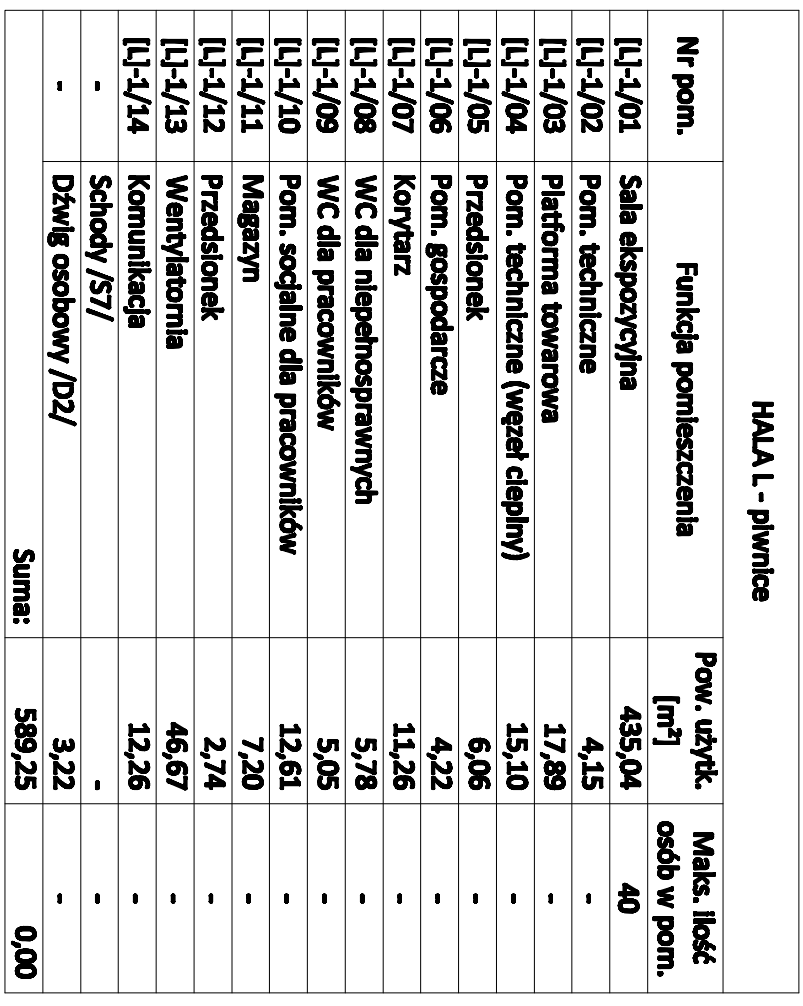 HALA L - piwnice
Nr pom. Funkcja pomieszczenia Pow. użytk. [m²] Maks. ilość osób w pom.
[L]-1/01 Sala ekspozycyjna 435,04 40
[L]-1/02 Pom. techniczne 4,15 -
[L]-1/03 Platforma towarowa 17,89 -
[L]-1/04 Pom. techniczne (węzeł cieplny) 15,10 -
[L]-1/05 Przedsionek 6,06 -
[L]-1/06 Pom. gospodarcze 4,22 -
[L]-1/07 Korytarz 11,26 -
[L]-1/08 WC dla niepełnosprawnych 5,78 -
[L]-1/09 WC dla pracowników 5,05 -
[L]-1/10 Pom. socjalne dla pracowników 12,61 -
[L]-1/11 Magazyn 7,20 -
[L]-1/12 Przedsionek 2,74 -
[L]-1/13 Wentylatornia 46,67 -
[L]-1/14 Komunikacja 12,26 -
- Schody /S7/ - -
- Dźwig osobowy /D2/ 3,22 -
Suma: 589,25 0,00